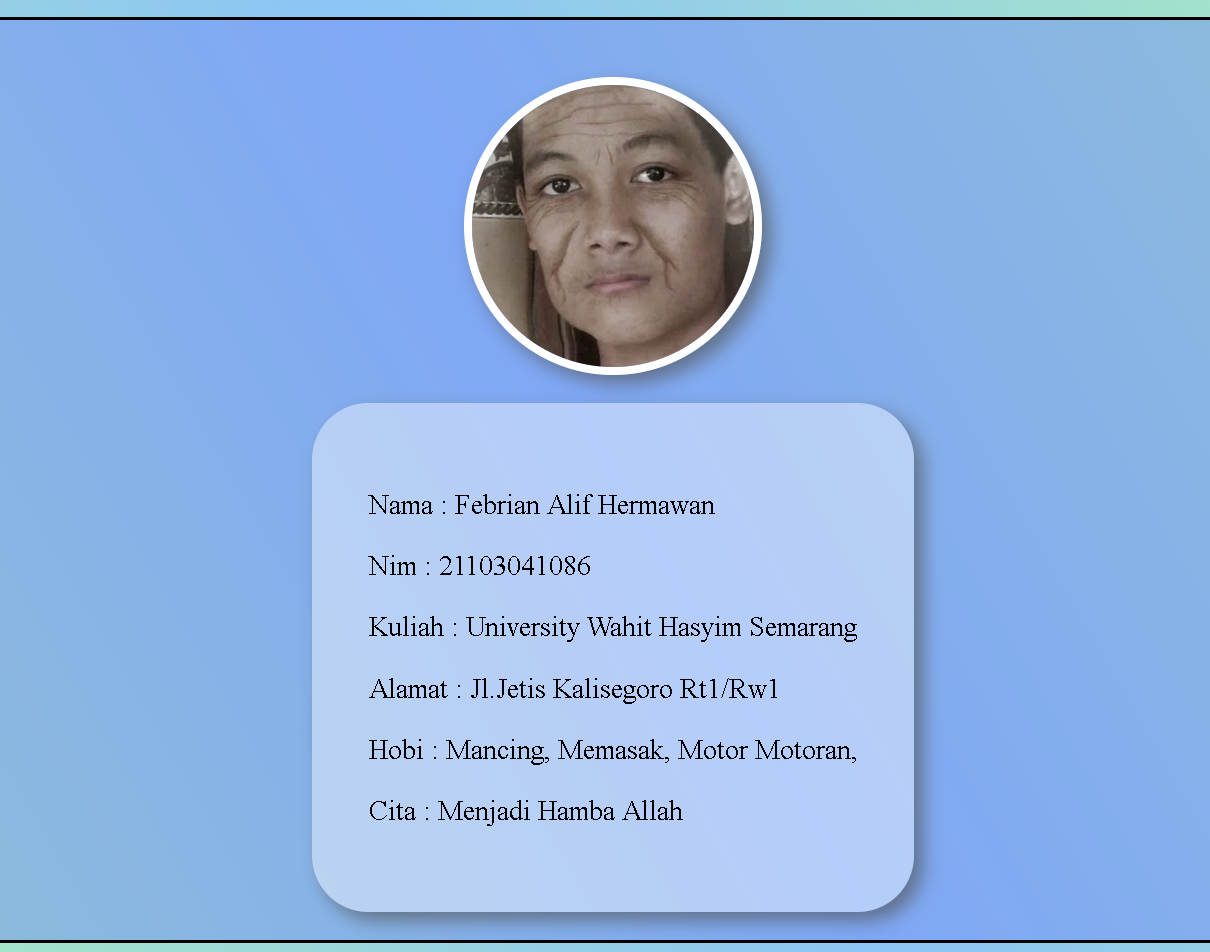 Nama : Febrian Alif Hermawan
Nim : 21103041086
Kuliah : University Wahit Hasyim Semarang
Alamat : Jl.Jetis Kalisegoro Rt1/Rw1
Hobi : Mancing, Memasak, Motor Motoran,
Cita : Menjadi Hamba Allah